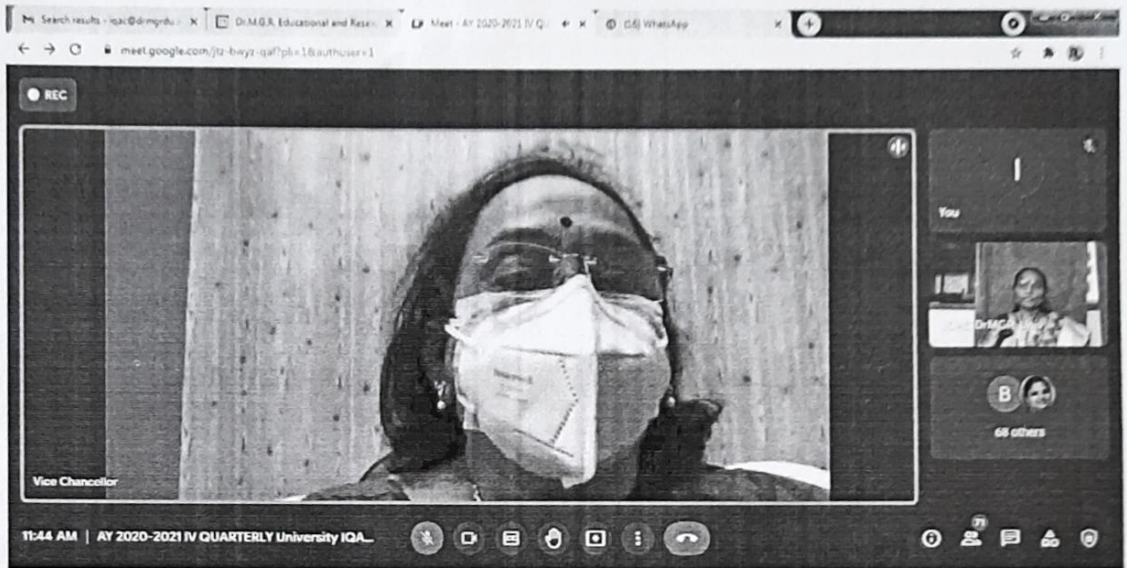 Search results - iqac@drmgrdu
Dr.M.G.R. Educational and Rese
Meet - AY 2020-2021 IV Q
WhatsApp
meet.google.com/jtz-bwyz-qaf?pli=1&authuser=1
REC
You
B
68 others
Vice Chancellor
11:44 AM | AY 2020-2021 IV QUARTERLY University IQA...
71